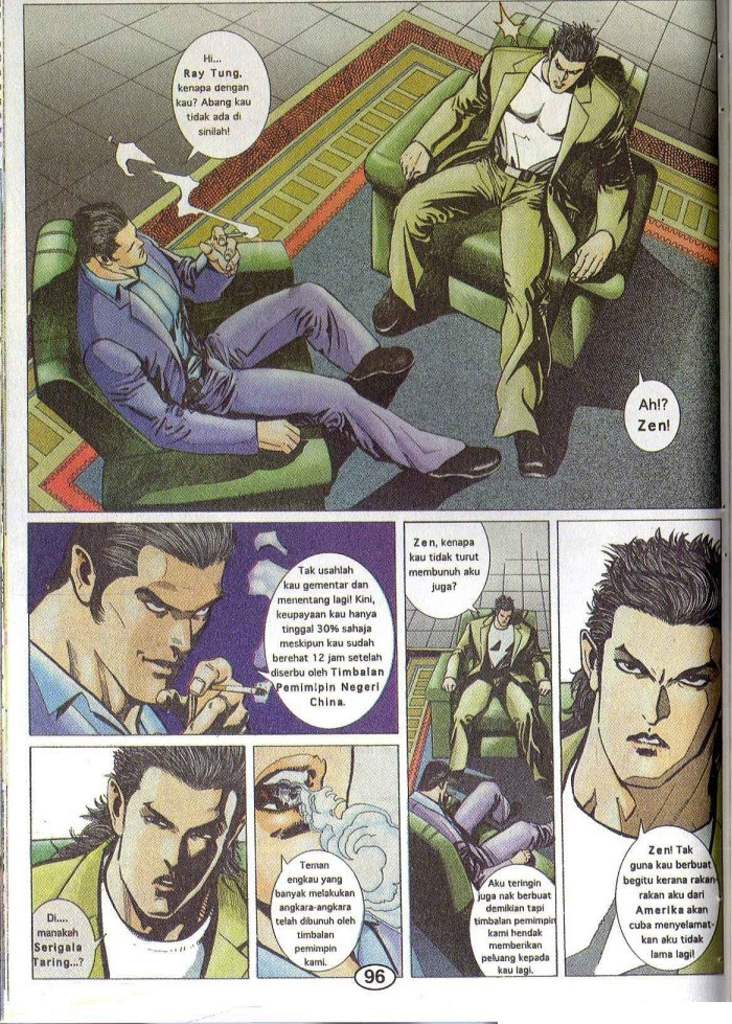 Hi...
Ray Tung,
kenapa dengan
kau? Abang kau
tidak ada di
sinilah!
Ah!?
Zen!
Tak usahlah
kau gementar dan
menentang lagi! Kini,
keupayaan kau hanya
tinggal 30% sahaja
meskipun kau sudah
berehat 12 jam setelah
diserbu oleh Timbalan
Pemimpin Negeri
China.
Zen, kenapa
kau tidak turut
membunuh aku
juga?
Aku teringin
juga nak berbuat
demikian tapi
timbalan pemimpin
kami hendak
memberikan
peluang kepada
kau lagi.
Zen! Tak
guna kau berbuat
begitu kerana rakan-
rakan aku dari
Amerika akan
cuba menyelamat-
kan aku tidak
lama lagi!
Di....
manakah
Serigala
Taring...?
Teman
engkau yang
banyak melakukan
angkara-angkara
telah dibunuh oleh
timbalan
pemimpin
kami.
96